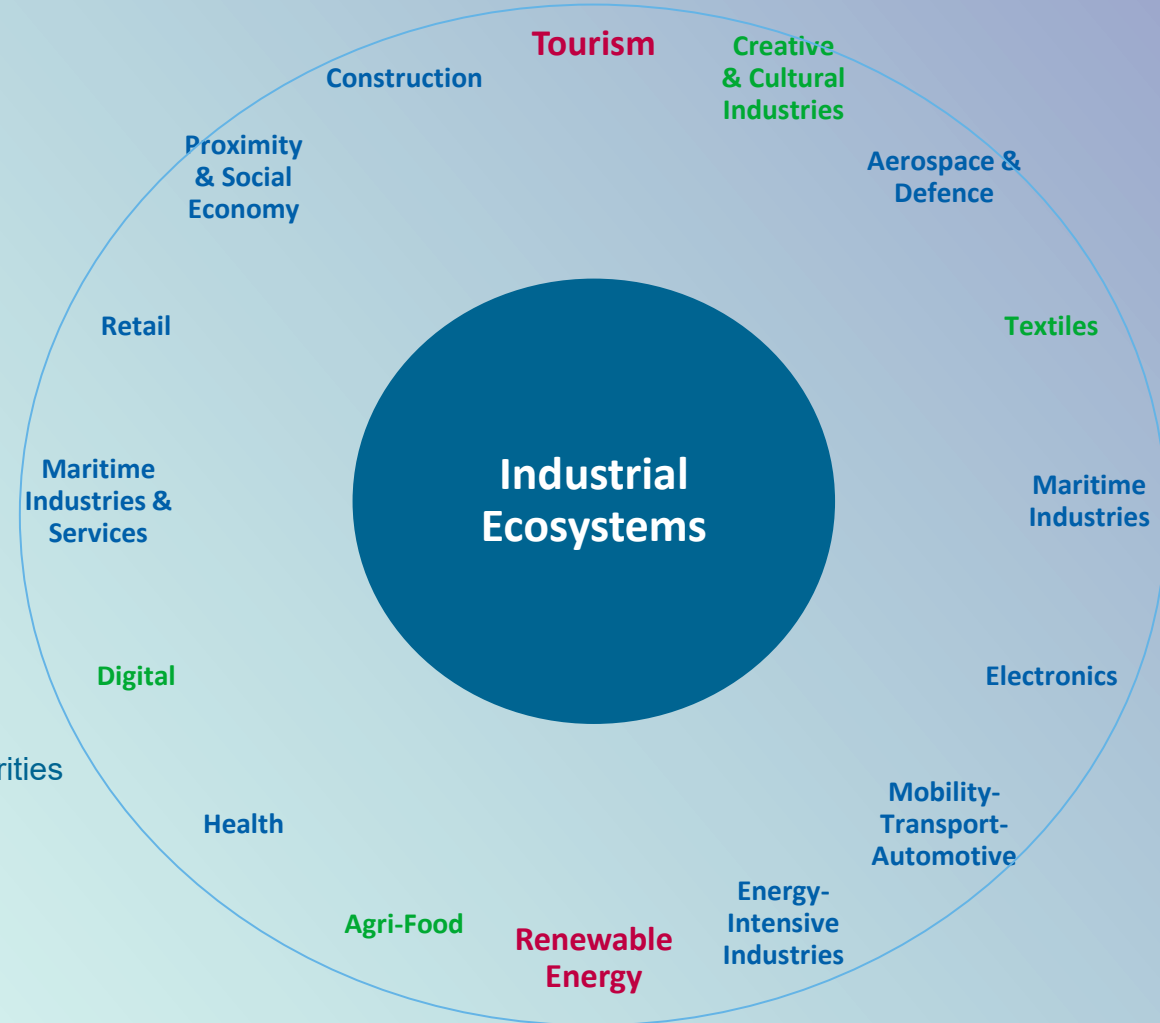 Tourism
Creative
& Cultural
Industries
Construction
Proximity
& Social
Economy
Aerospace &
Defence
Retail
Textiles
Maritime
Industries &
Services
Industrial
Ecosystems
Maritime
Industries
Digital
Electronics
rities
Health
Mobility-
Transport-
Automotive
Agri-Food
Renewable
Energy
Energy-
Intensive
Industries